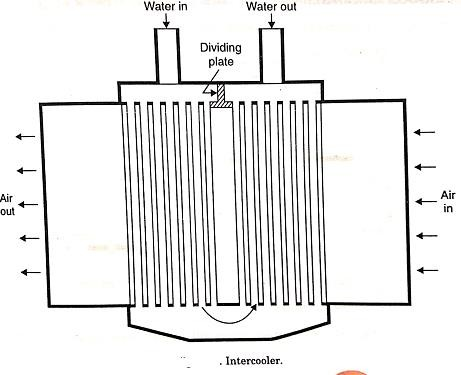 Water in
Water out
Dividing
plate
Air
out
Air
in
. Intercooler.